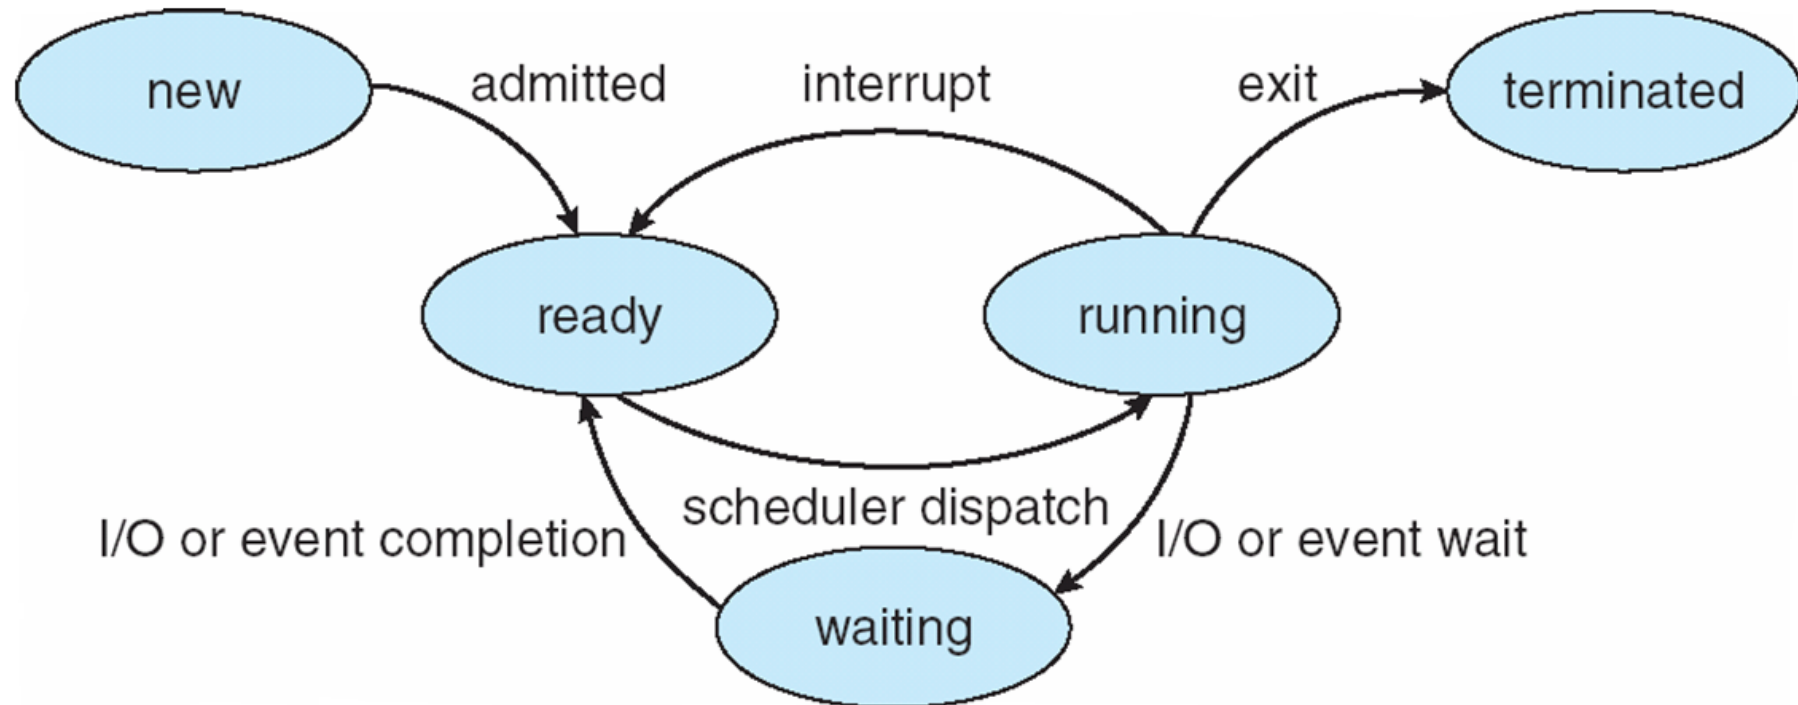 new
admitted
interrupt
exit
terminated
ready
running
scheduler dispatch
I/O or event completion
I/O or event wait
waiting